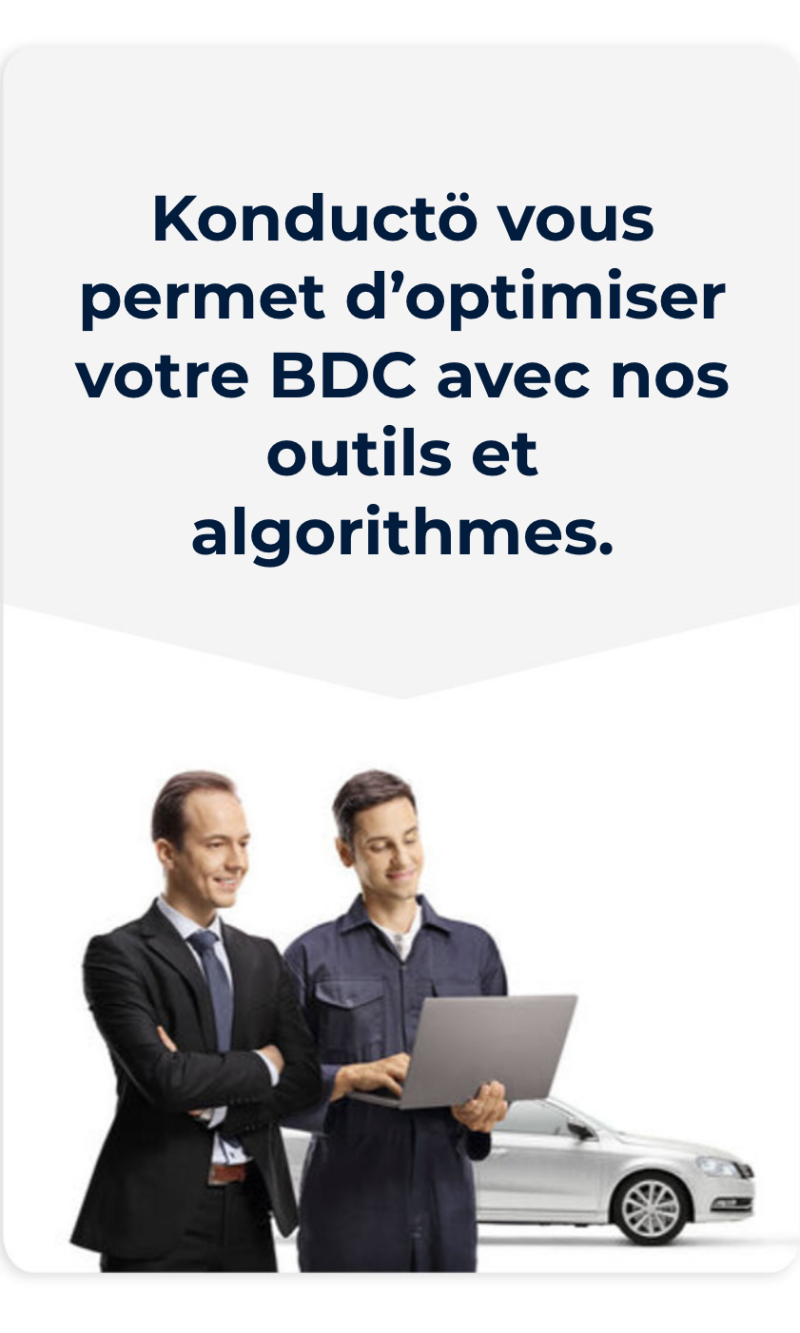 Konductö vous
permet d’optimiser
votre BDC avec nos
outils et
algorithmes.